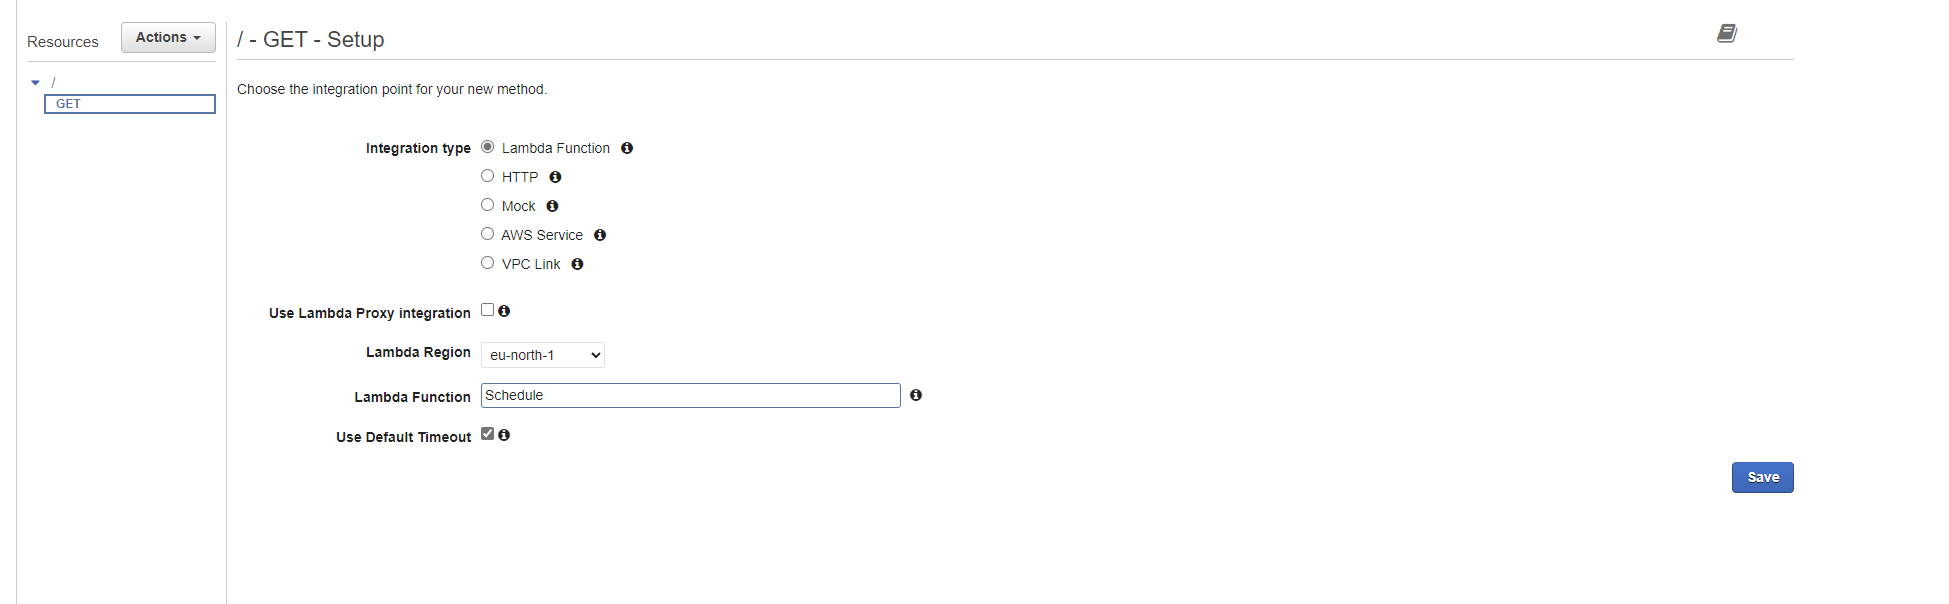 Resources
Actions
/ - GET - Setup
/
GET
Choose the integration point for your new method.
Integration type
Lambda Function
HTTP
Mock
AWS Service
VPC Link
Use Lambda Proxy integration
Lambda Region
eu-north-1
Lambda Function
Schedule
Use Default Timeout
Save